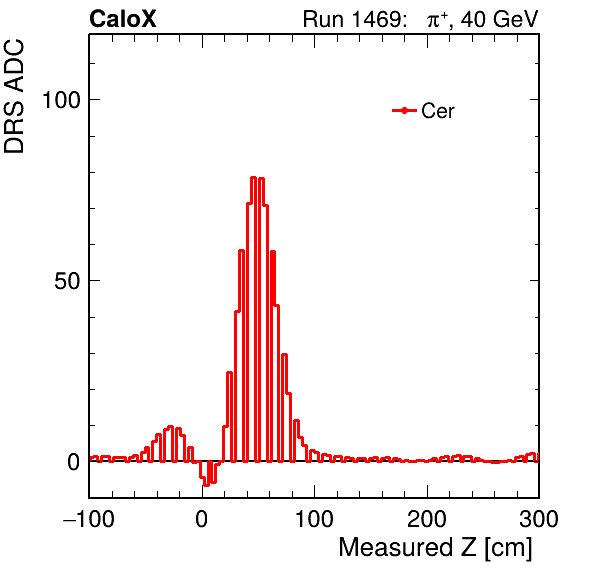 CaloX Run 1469: π+, 40 GeV
DRS ADC
Cer
100
50
0
−100 0 100 200 300
Measured Z [cm]